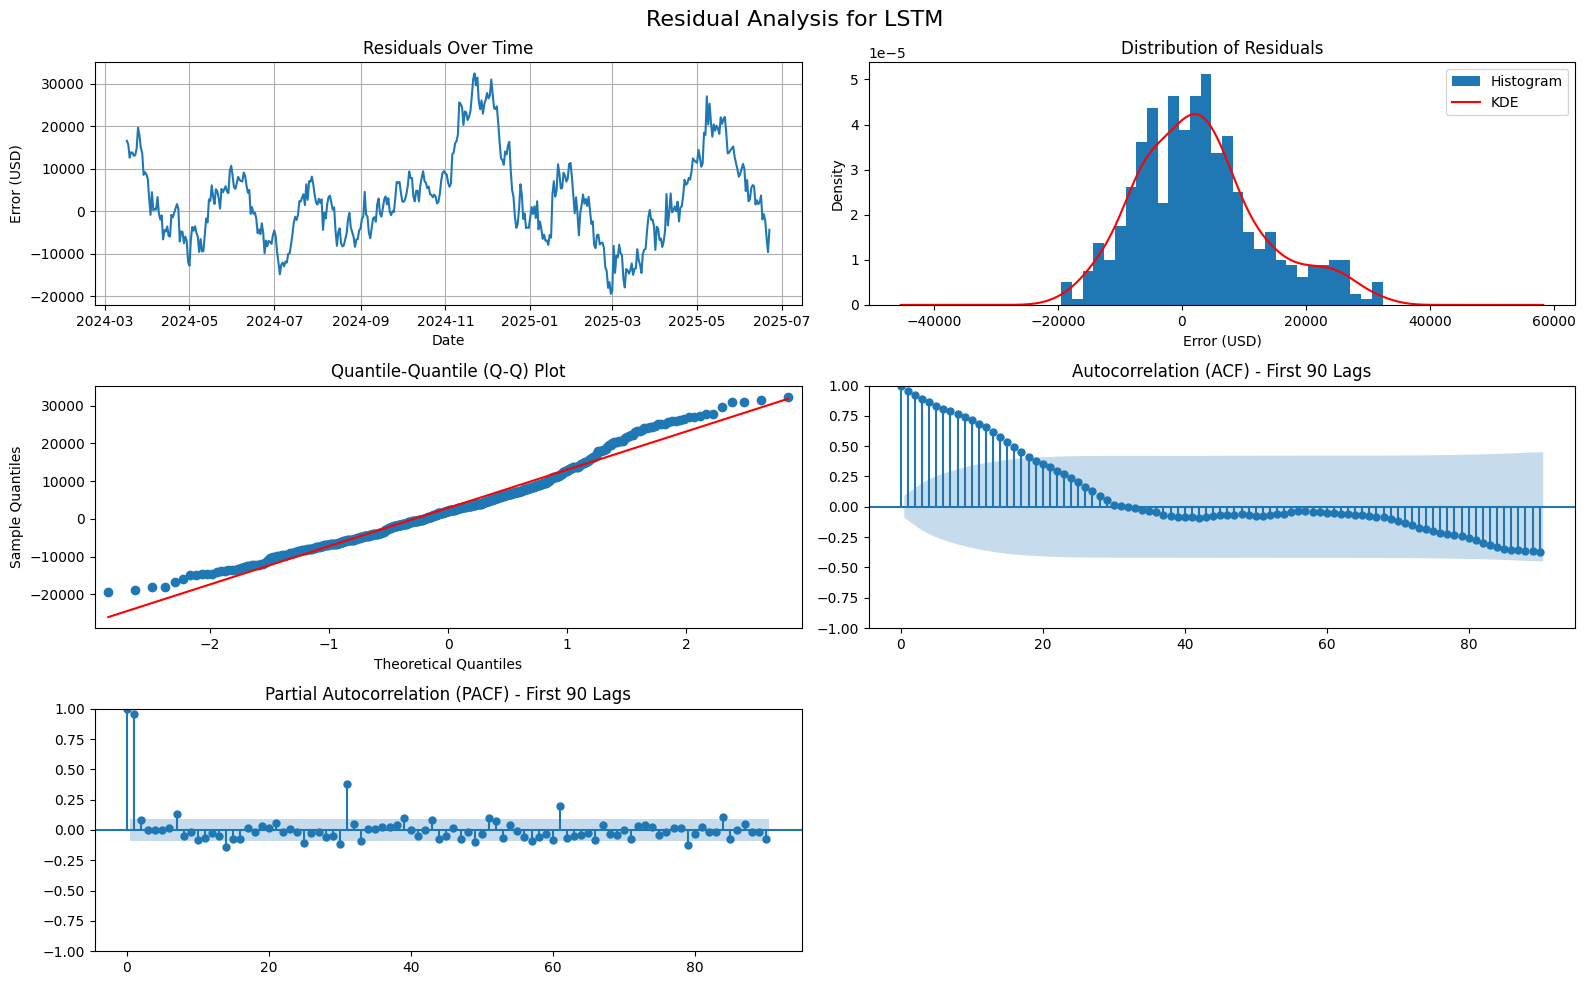 Residual Analysis for LSTM
Residuals Over Time
Error (USD)
30000
20000
10000
0
−10000
−20000
2024-03 2024-05 2024-07 2024-09 2024-11 2025-01 2025-03 2025-05 2025-07
Date
Distribution of Residuals
1e−5
Density
5
4
3
2
1
0
Histogram
KDE
−40000 −20000 0 20000 40000 60000
Error (USD)
Quantile-Quantile (Q-Q) Plot
Sample Quantiles
30000
20000
10000
0
−10000
−20000
−2 −1 0 1 2
Theoretical Quantiles
Autocorrelation (ACF) - First 90 Lags
1.00
0.75
0.50
0.25
0.00
−0.25
−0.50
−0.75
−1.00
0 20 40 60 80
Partial Autocorrelation (PACF) - First 90 Lags
1.00
0.75
0.50
0.25
0.00
−0.25
−0.50
−0.75
−1.00
0 20 40 60 80